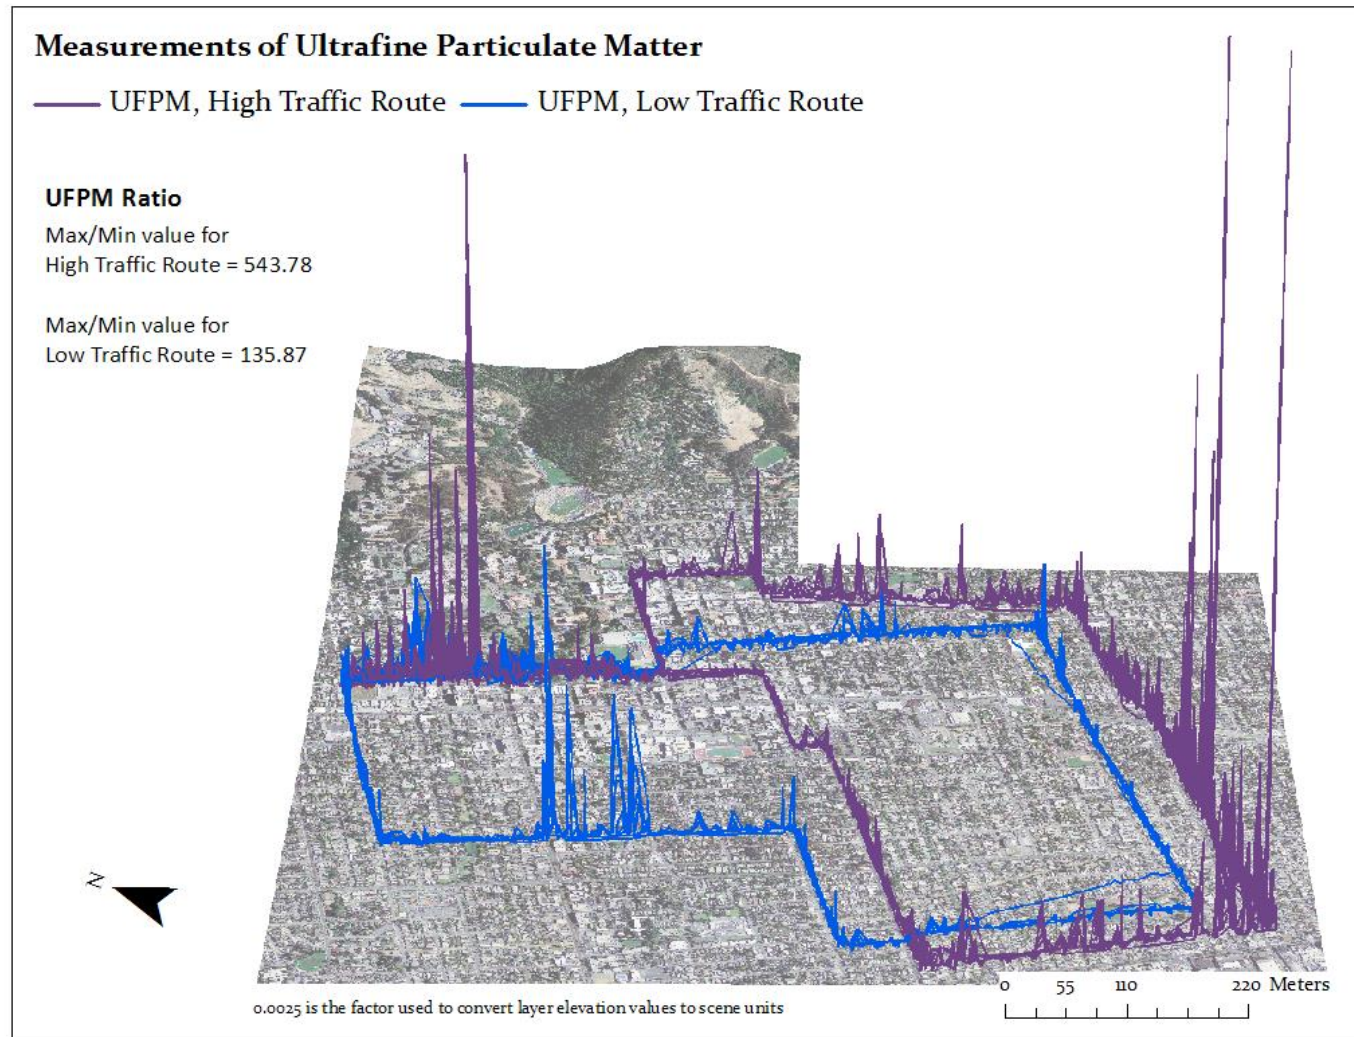 Measurements of Ultrafine Particulate Matter
UFPM, High Traffic Route
UFPM, Low Traffic Route
UFPM Ratio
Max/Min value for
High Traffic Route = 543.78
Max/Min value for
Low Traffic Route = 135.87
N
0.0025 is the factor used to convert layer elevation values to scene units
0 55 110 220 Meters